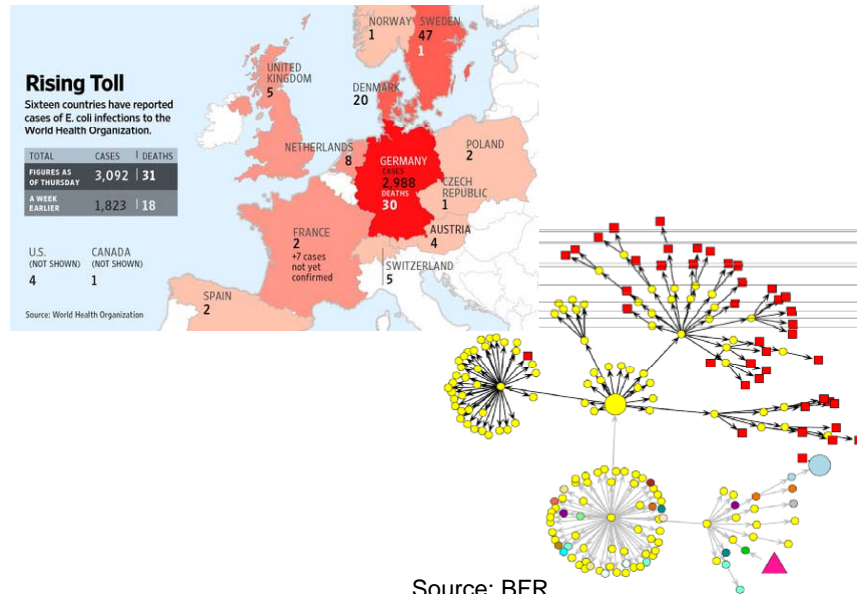 Rising Toll
Sixteen countries have reported
cases of E. coli infections to the
World Health Organization.
TOTAL CASES DEATHS
FIGURES AS
OF THURSDAY 3,092 31
A WEEK
EARLIER 1,823 18
U.S.
(NOT SHOWN)
4
CANADA
(NOT SHOWN)
1
Source: World Health Organization
NORWAY
1
SWEDEN
47
1
UNITED
KINGDOM
5
DENMARK
20
NETHERLANDS
8
GERMANY
CASES
2,988
DEATHS
30
POLAND
2
CZECH
REPUBLIC
1
AUSTRIA
4
FRANCE
2
+7 cases
not yet
confirmed
SWITZERLAND
5
SPAIN
2
Source: BFR